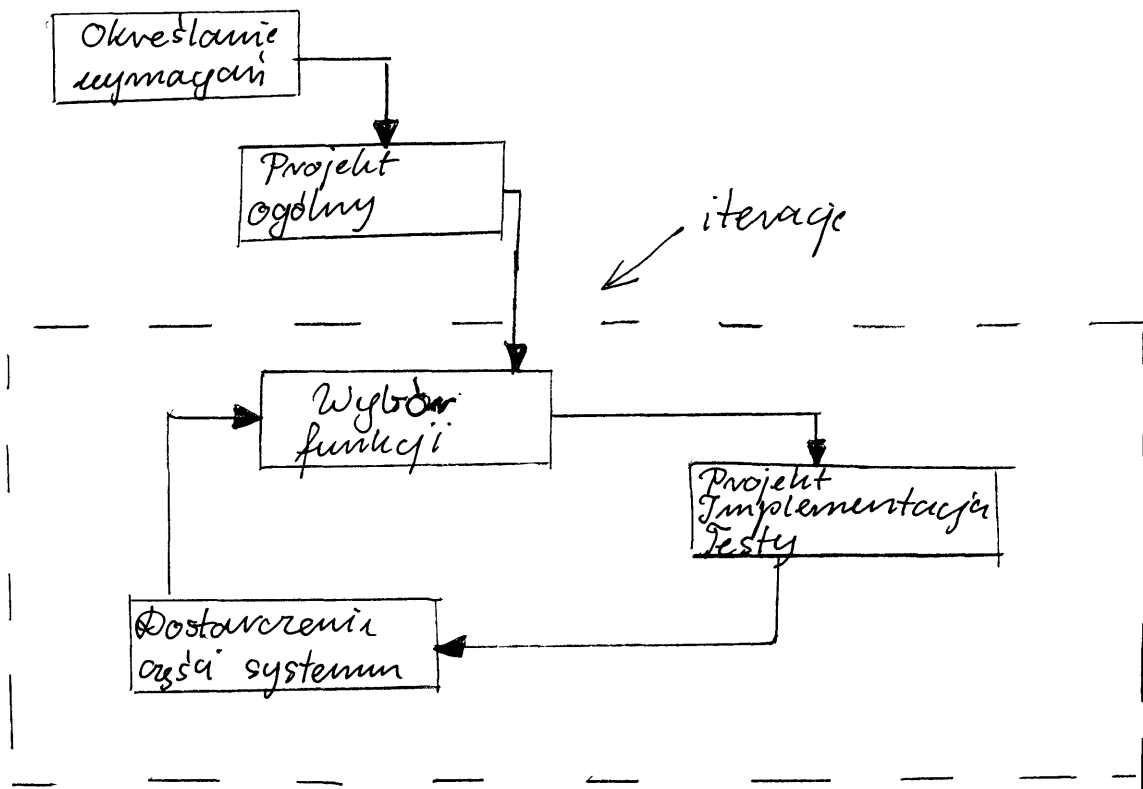 Określanie
wymagań
Projekt
ogólny
iteracje
Wybór
funkcji
Projekt
Implementacja
Testy
Dostarczenie
części systemu